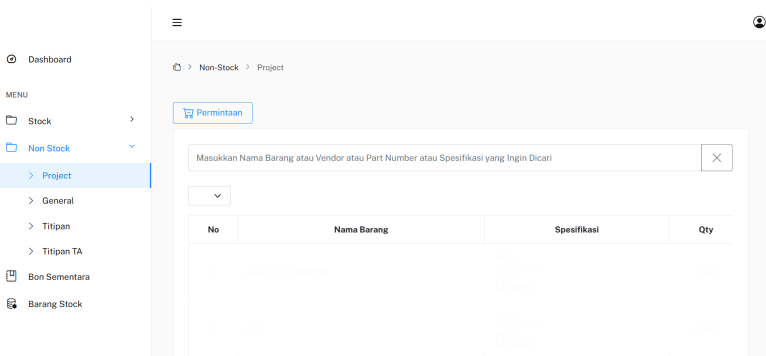 Dashboard
MENU
Stock
Non Stock
Project
General
Titipan
Titipan TA
Bon Sementara
Barang Stock
Non-Stock > Project
Permintaan
Masukkan Nama Barang atau Vendor atau Part Number atau Spesifikasi yang Ingin Dicari
No Nama Barang Spesifikasi Qty